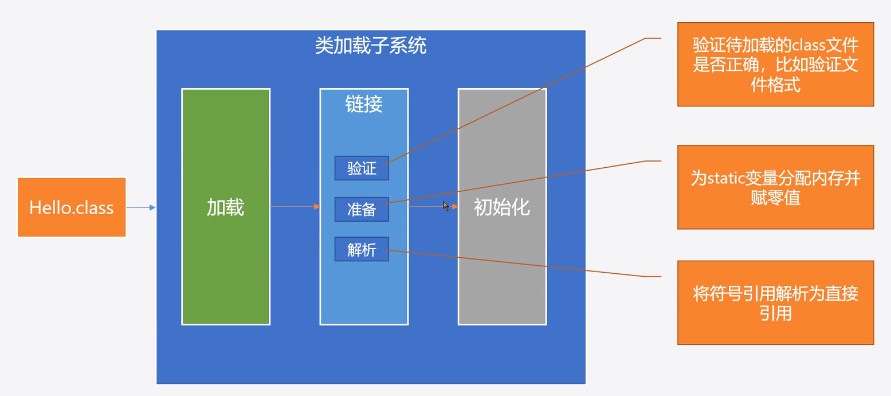 类加载子系统
Hello.class
加载
链接
验证
准备
解析
初始化
验证待加载的class文件
是否正确，比如验证文
件格式
为static变量分配内存并
赋零值
将符号引用解析为直接
引用